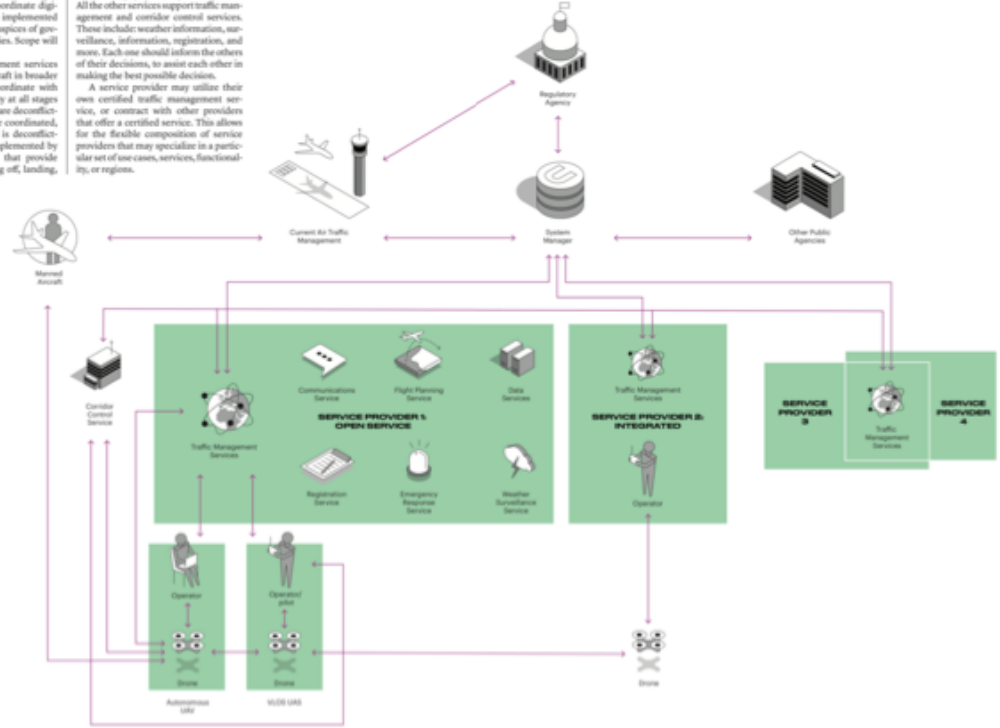 ordinate digi-
implemented
spices of gov-
ies. Scope will
ment services
aft in broader
ordinate with
y at all stages
are deconflict-
e coordinated,
is deconflict-
plemented by
that provide
g off, landing,
All the other services support traffic man-
agement and corridor control services.
These include: weather information, sur-
veillance, information, registration, and
more. Each one should inform the others
of their decisions, to assist each other in
making the best possible decision.
A service provider may utilize their
own certified traffic management ser-
vice, or contract with other providers
that offer a certified service. This allows
for the flexible composition of service
providers that may specialize in a partic-
ular set of use cases, services, functional-
ity, or regions.
Regulatory
Agency
Current Air Traffic
Management
System
Manager
Other Public
Agencies
Manned
Aircraft
Corridor
Control
Service
Communications
Service
Flight Planning
Service
Data
Services
SERVICE PROVIDER 1:
OPEN SERVICE
Traffic Management
Services
Registration
Service
Emergency
Response
Service
Weather
Surveillance
Service
Traffic Management
Services
SERVICE PROVIDER 2:
INTEGRATED
Operator
SERVICE
PROVIDER
3
Traffic
Management
Services
SERVICE
PROVIDER
4
Operator
Drone
Autonomous
UAV
Operator/
pilot
Drone
VLOS UAS
Drone